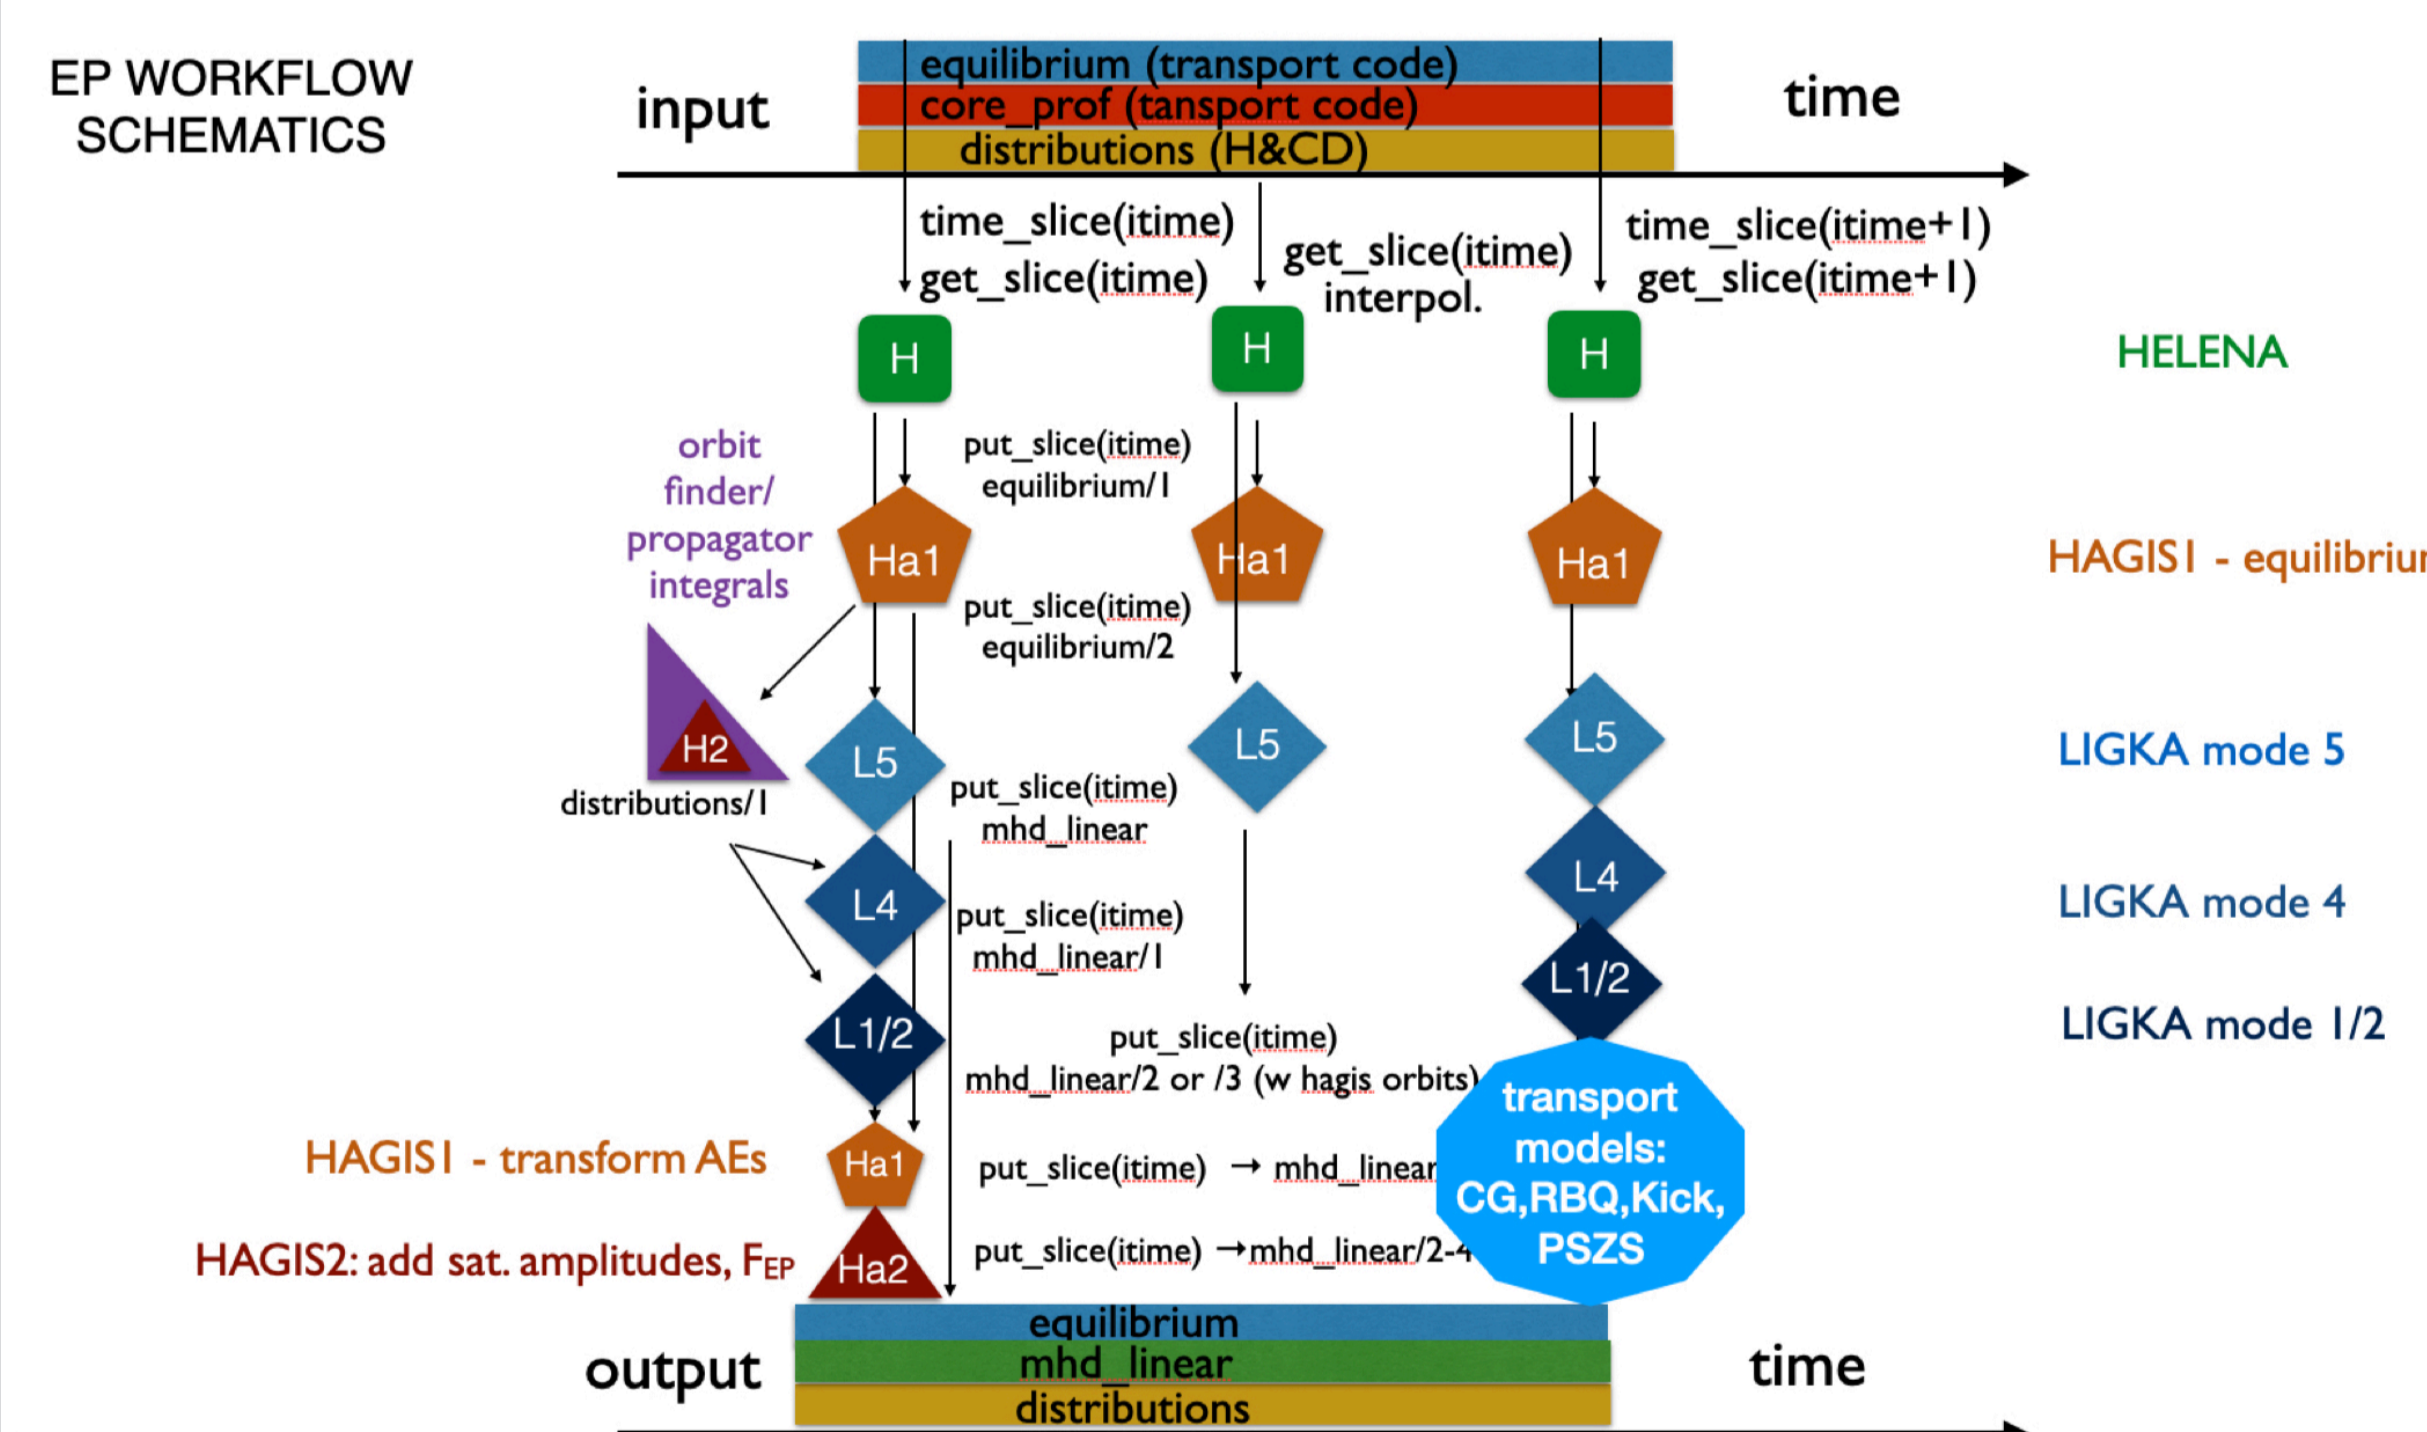 EP WORKFLOW
SCHEMATICS
input
equilibrium (transport code)
core_prof (tansport code)
distributions (H&CD)
time
time_slice(itime)
get_slice(itime)
get_slice(itime)
interpol.
time_slice(itime+1)
get_slice(itime+1)
H
H
H
HELENA
orbit
finder/
propagator
integrals
put_slice(itime)
equilibrium/1
Ha1
Ha1
Ha1
HAGIS1 - equilibriu
put_slice(itime)
equilibrium/2
H2
distributions/1
L5
L5
L5
LIGKA mode 5
put_slice(itime)
mhd_linear
L4
L4
LIGKA mode 4
put_slice(itime)
mhd_linear/1
L1/2
L1/2
LIGKA mode 1/2
put_slice(itime)
mhd_linear/2 or /3 (w hagis orbits)
transport
models:
CG,RBQ,Kick,
PSZS
HAGIS1 - transform AEs
Ha1
put_slice(itime) → mhd_linear
HAGIS2: add sat. amplitudes, FEP
Ha2
put_slice(itime) →mhd_linear/2-4
output
equilibrium
mhd_linear
distributions
time